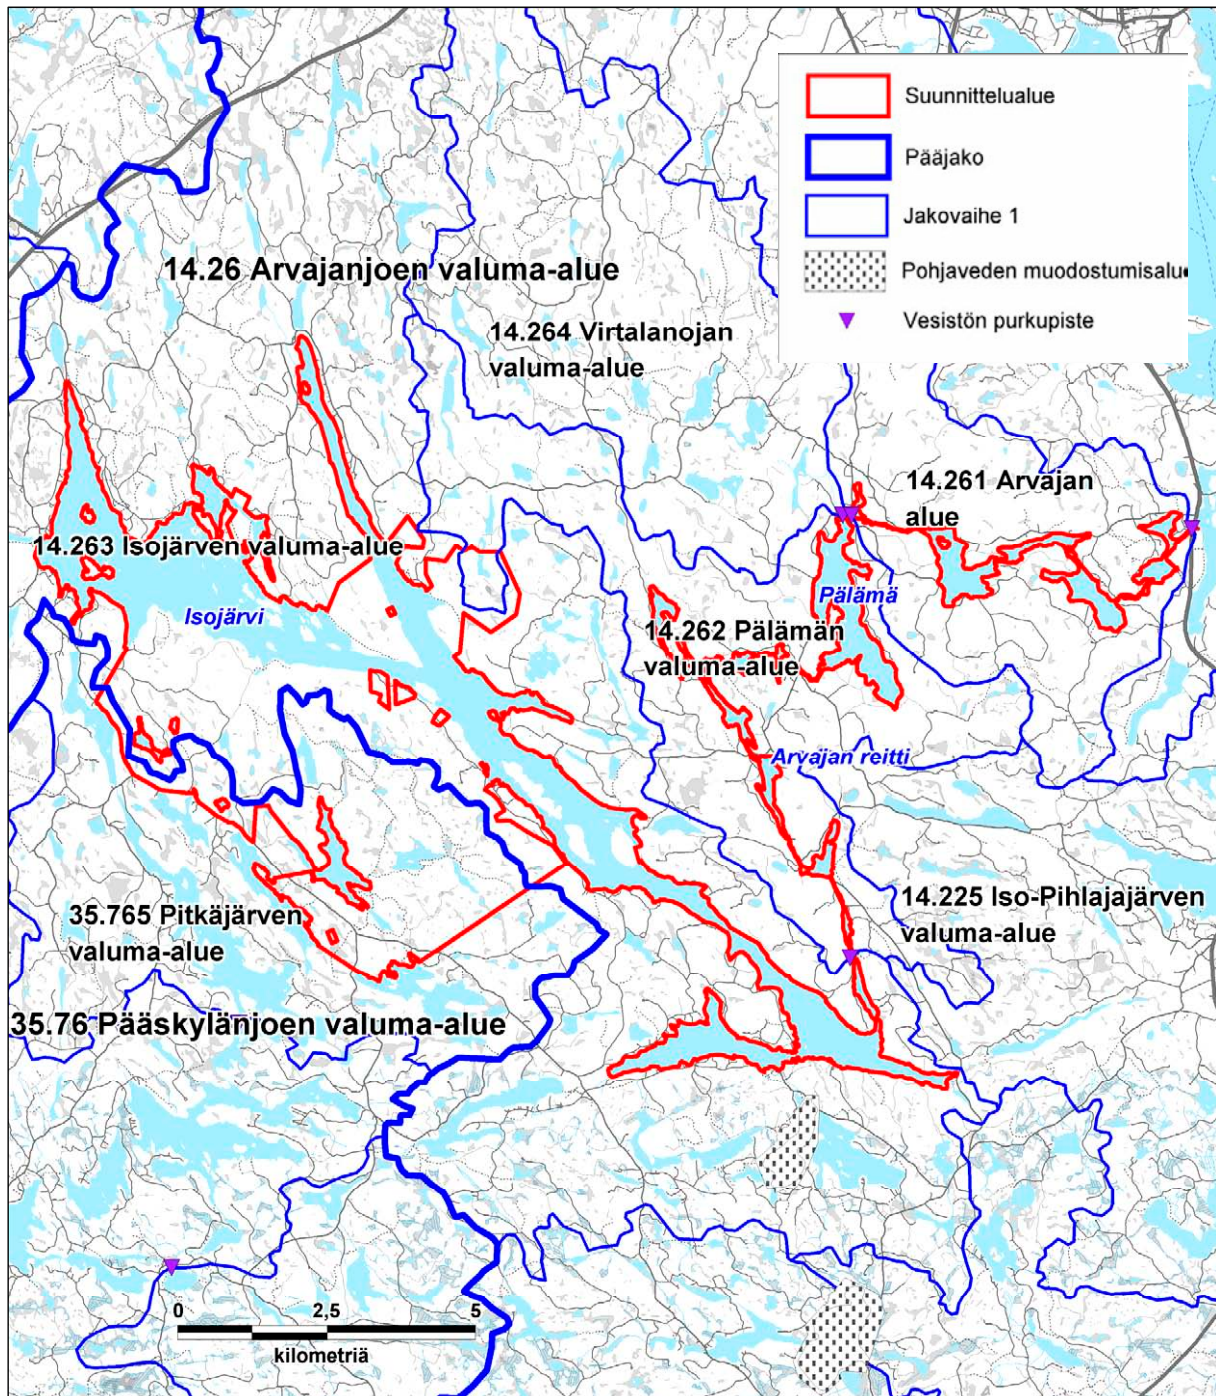 Suunnittelualue
Pääjako
Jakovaihe 1
Pohjaveden muodostumisalue
Vesistön purkupiste
14.26 Arvajanjoen valuma-alue
14.264 Virtalanojan
valuma-alue
14.261 Arvajan
alue
14.263 Isojärven valuma-alue
Isojärvi
Pälämä
14.262 Pälämän
valuma-alue
Arvajan reitti
14.225 Iso-Pihlajajärven
valuma-alue
35.765 Pitkäjärven
valuma-alue
35.76 Pääskylänjoen valuma-alue
0 2,5 5
kilometriä